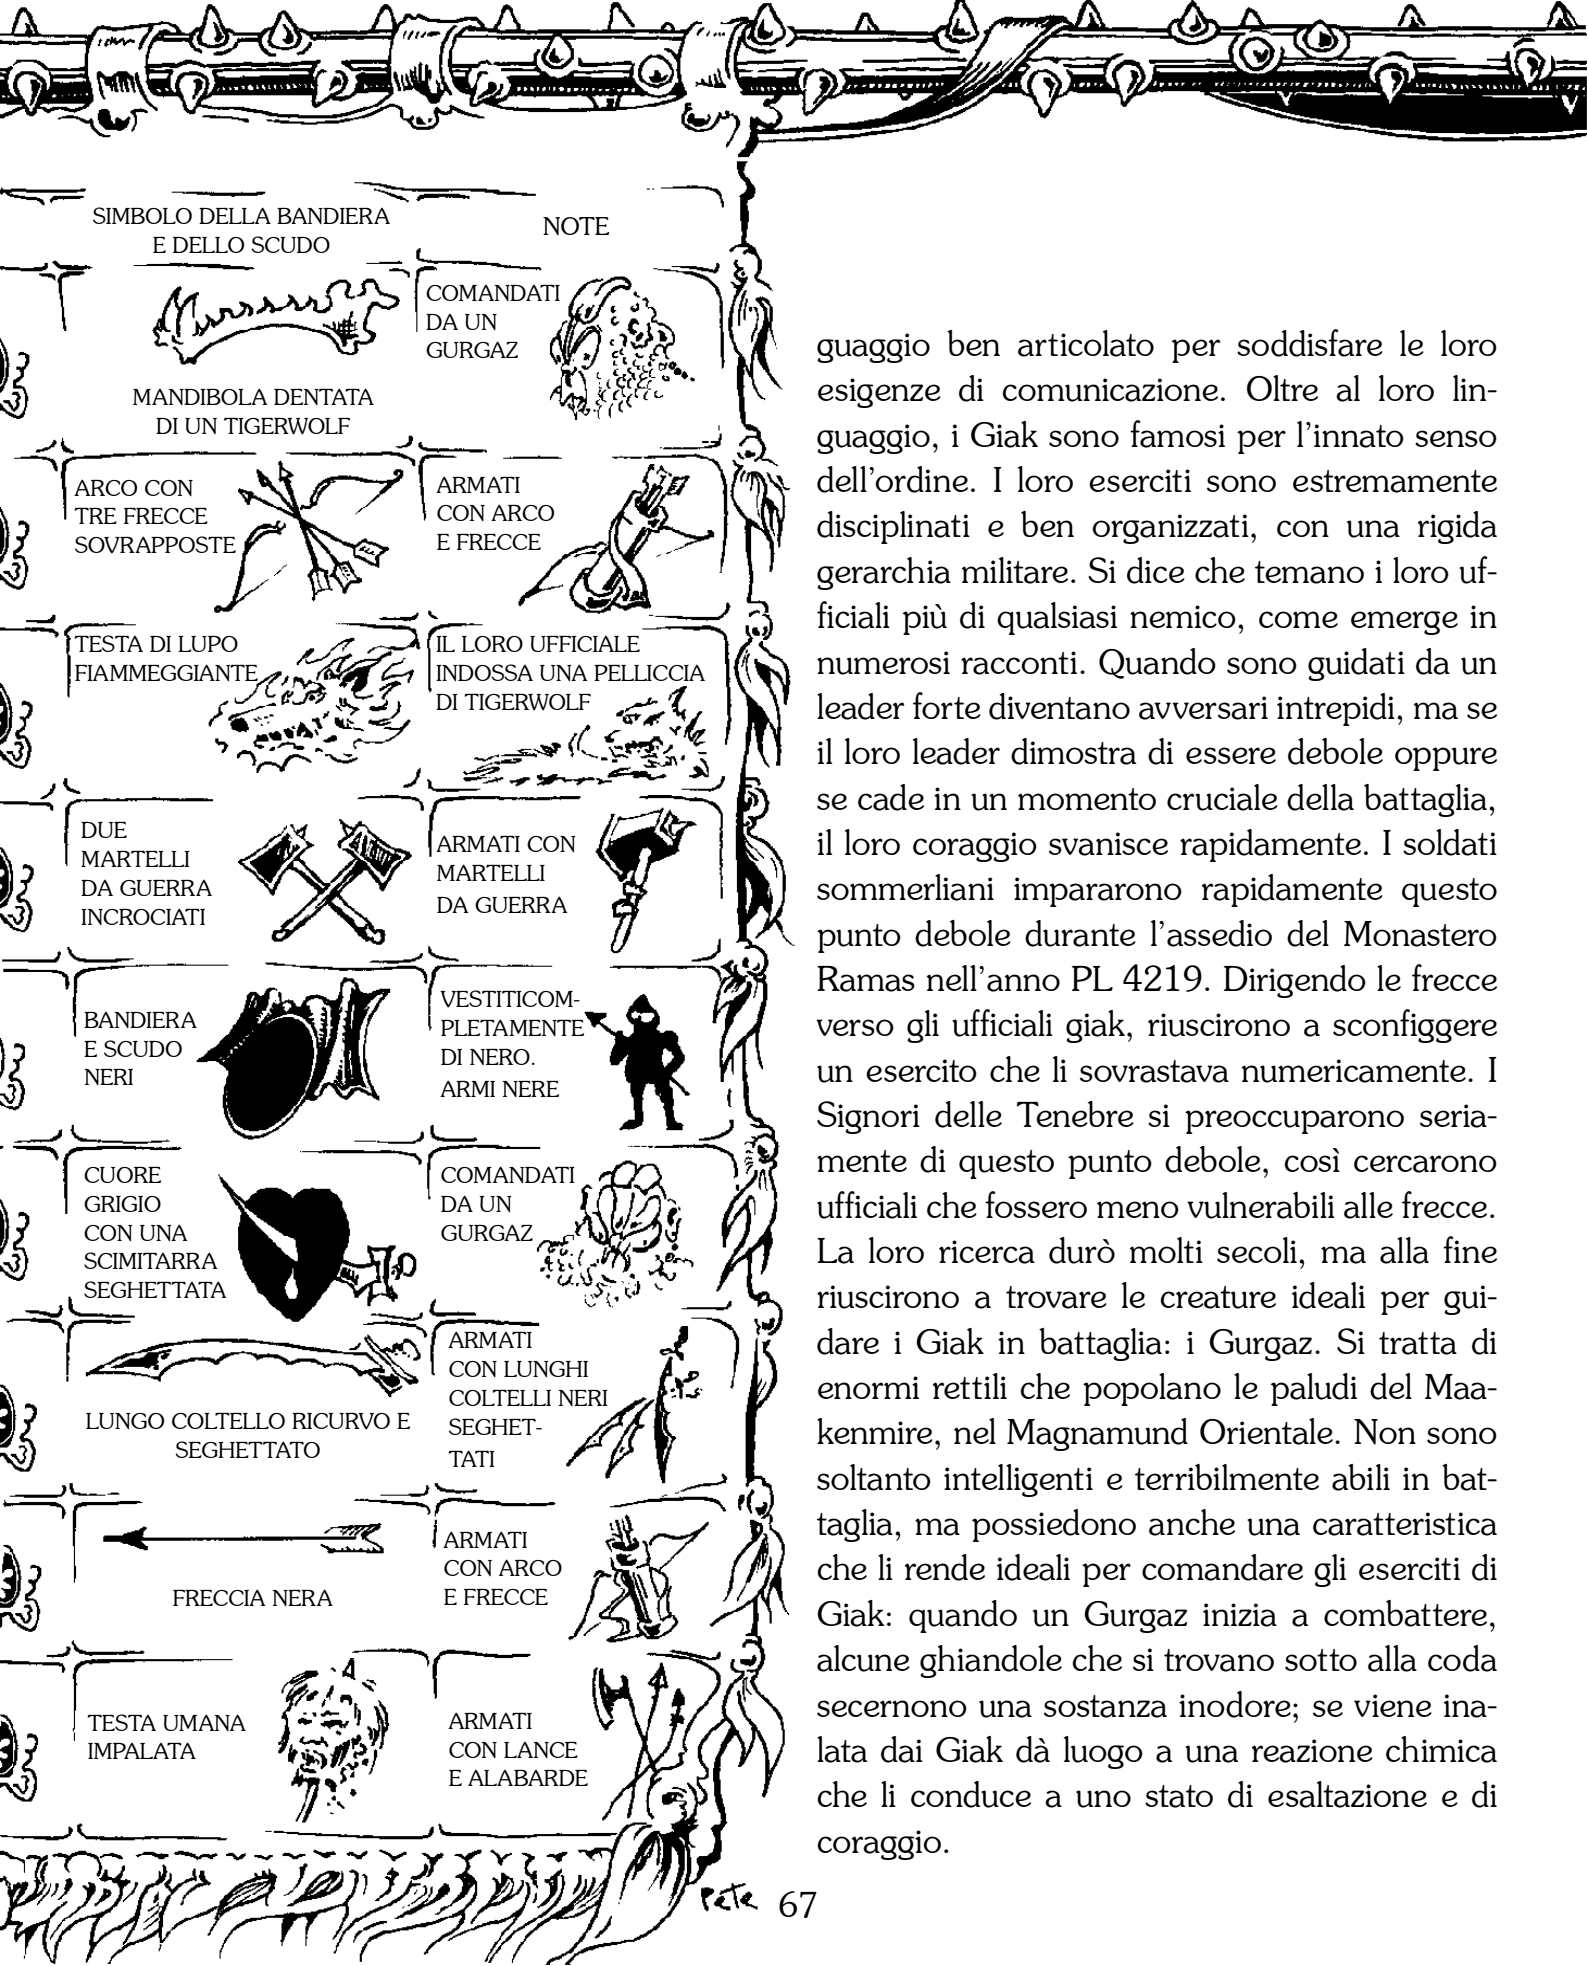 SIMBOLO DELLA BANDIERA
E DELLO SCUDO
NOTE
MANDIBOLA DENTATA
DI UN TIGERWOLF
COMANDATI
DA UN
GURGAZ
ARCO CON
TRE FRECCE
SOVRAPPOSTE
ARMATI
CON ARCO
E FRECCE
TESTA DI LUPO
FIAMMEGGIANTE
IL LORO UFFICIALE
INDOSSA UNA PELLICCIA
DI TIGERWOLF
DUE
MARTELLI
DA GUERRA
INCROCIATI
ARMATI CON
MARTELLI
DA GUERRA
BANDIERA
E SCUDO
NERI
VESTITICOM-
PLETAMENTE
DI NERO.
ARMI NERE
CUORE
GRIGIO
CON UNA
SCIMITARRA
SEGHETTATA
COMANDATI
DA UN
GURGAZ
LUNGO COLTELLO RICURVO E
SEGHETTATO
ARMATI
CON LUNGHI
COLTELLI NERI
SEGHET-
TATI
FRECCIA NERA
ARMATI
CON ARCO
E FRECCE
TESTA UMANA
IMPALATA
ARMATI
CON LANCE
E ALABARDE
Pete
guaggio ben articolato per soddisfare le loro
esigenze di comunicazione. Oltre al loro lin-
guaggio, i Giak sono famosi per l'innato senso
dell'ordine. I loro eserciti sono estremamente
disciplinati e ben organizzati, con una rigida
gerarchia militare. Si dice che temano i loro uf-
ficiali più di qualsiasi nemico, come emerge in
numerosi racconti. Quando sono guidati da un
leader forte diventano avversari intrepidi, ma se
il loro leader dimostra di essere debole oppure
se cade in un momento cruciale della battaglia,
il loro coraggio svanisce rapidamente. I soldati
sommerliani impararono rapidamente questo
punto debole durante l'assedio del Monastero
Ramas nell'anno PL 4219. Dirigendo le frecce
verso gli ufficiali giak, riuscirono a sconfiggere
un esercito che li sovrastava numericamente. I
Signori delle Tenebre si preoccuparono seria-
mente di questo punto debole, così cercarono
ufficiali che fossero meno vulnerabili alle frecce.
La loro ricerca durò molti secoli, ma alla fine
riuscirono a trovare le creature ideali per gui-
dare i Giak in battaglia: i Gurgaz. Si tratta di
enormi rettili che popolano le paludi del Maa-
kenmire, nel Magnamund Orientale. Non sono
soltanto intelligenti e terribilmente abili in bat-
taglia, ma possiedono anche una caratteristica
che li rende ideali per comandare gli eserciti di
Giak: quando un Gurgaz inizia a combattere,
alcune ghiandole che si trovano sotto alla coda
secernono una sostanza inodore; se viene ina-
lata dai Giak dà luogo a una reazione chimica
che li conduce a uno stato di esaltazione e di
coraggio.
67